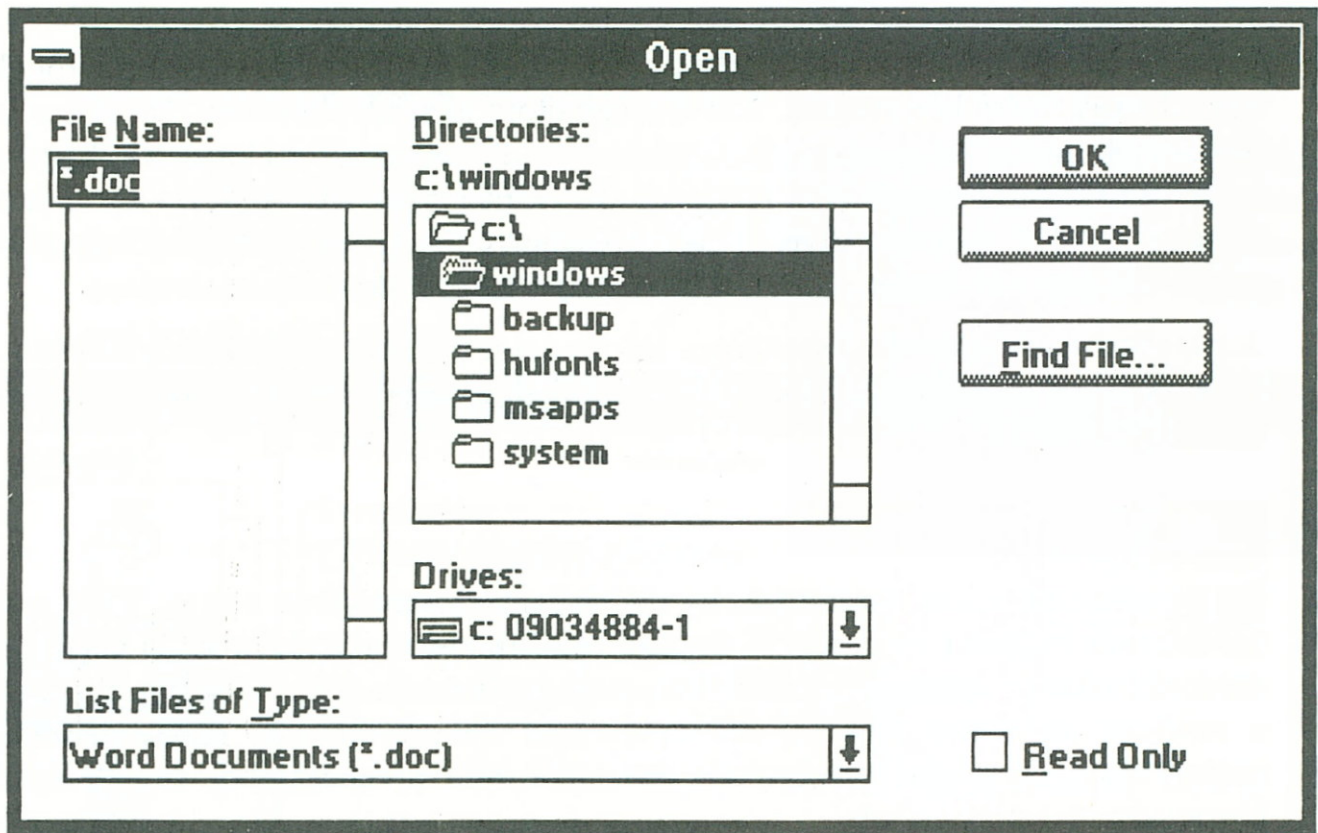 Open
File Name:
*.doc
Directories:
c:\windows
c:\
windows
backup
hufonts
msapps
system
OK
Cancel
Find File...
Drives:
c: 09034884-1
List Files of Type:
Word Documents (*.doc)
Read Only